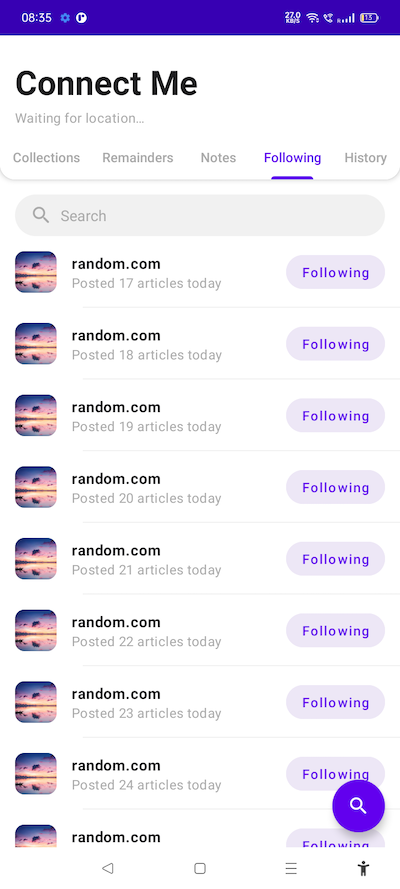 08:35
27.0
KB/S
15
Connect Me
Waiting for location…
Collections Remainders Notes Following History
Search
random.com
Posted 17 articles today
Following
random.com
Posted 18 articles today
Following
random.com
Posted 19 articles today
Following
random.com
Posted 20 articles today
Following
random.com
Posted 21 articles today
Following
random.com
Posted 22 articles today
Following
random.com
Posted 23 articles today
Following
random.com
Posted 24 articles today
Following
random.com
Following